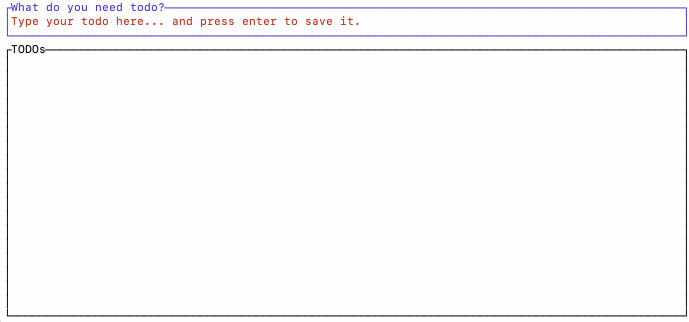 What do you need todo?
Type your todo here... and press enter to save it.
TODOs